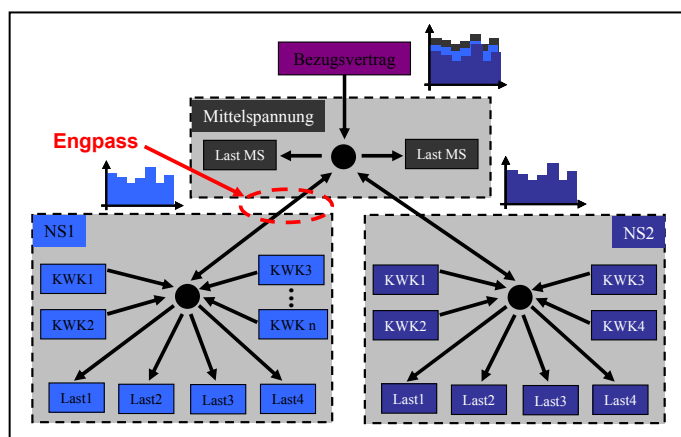 Bezugsvertrag
Mittelspannung
Engpass
Last MS
Last MS
NS1
NS2
KWK1
KWK3
KWK2
KWK n
KWK1
KWK3
KWK2
KWK4
Last1
Last2
Last3
Last4
Last1
Last2
Last3
Last4